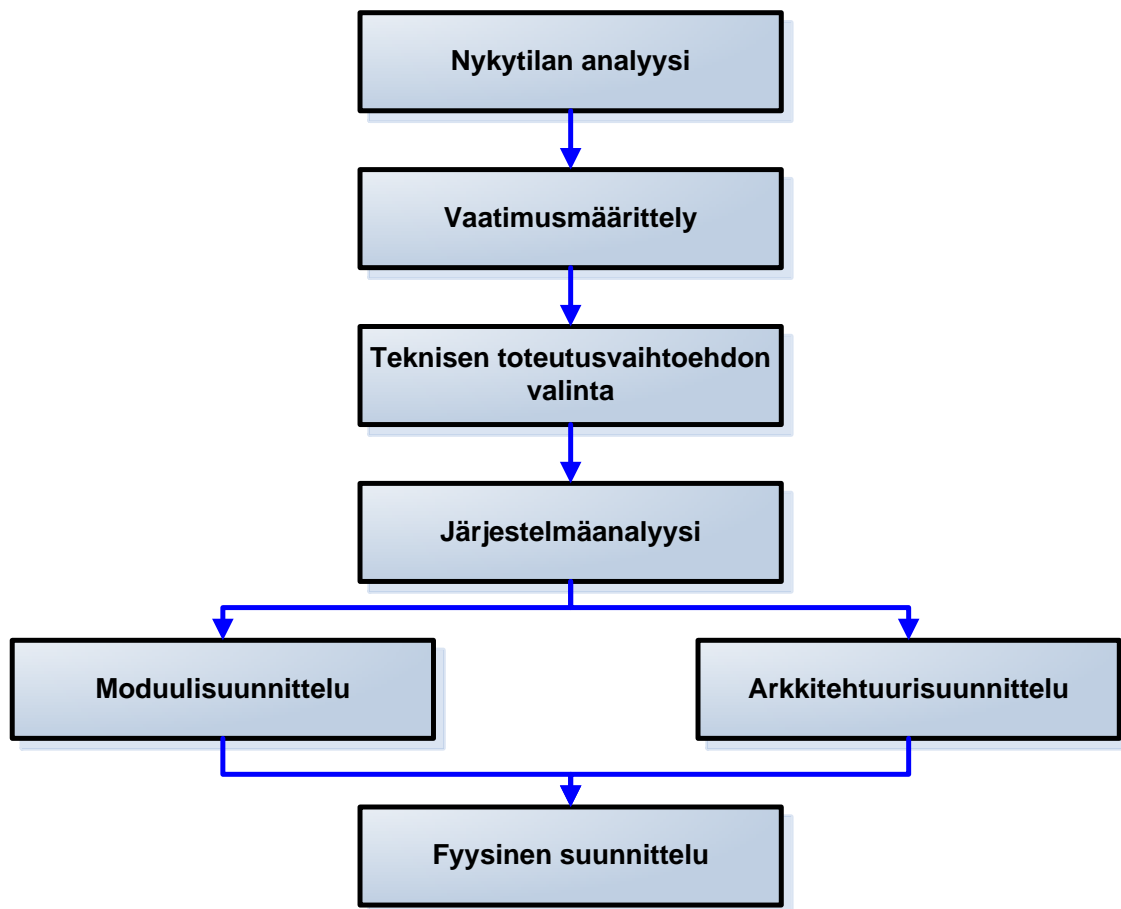 Nykytilan analyysi
Vaatimusmäärittely
Teknisen toteutusvaihtoehdon
valinta
Järjestelmäanalyysi
Moduulisuunnittelu
Arkkitehtuurisuunnittelu
Fyysinen suunnittelu